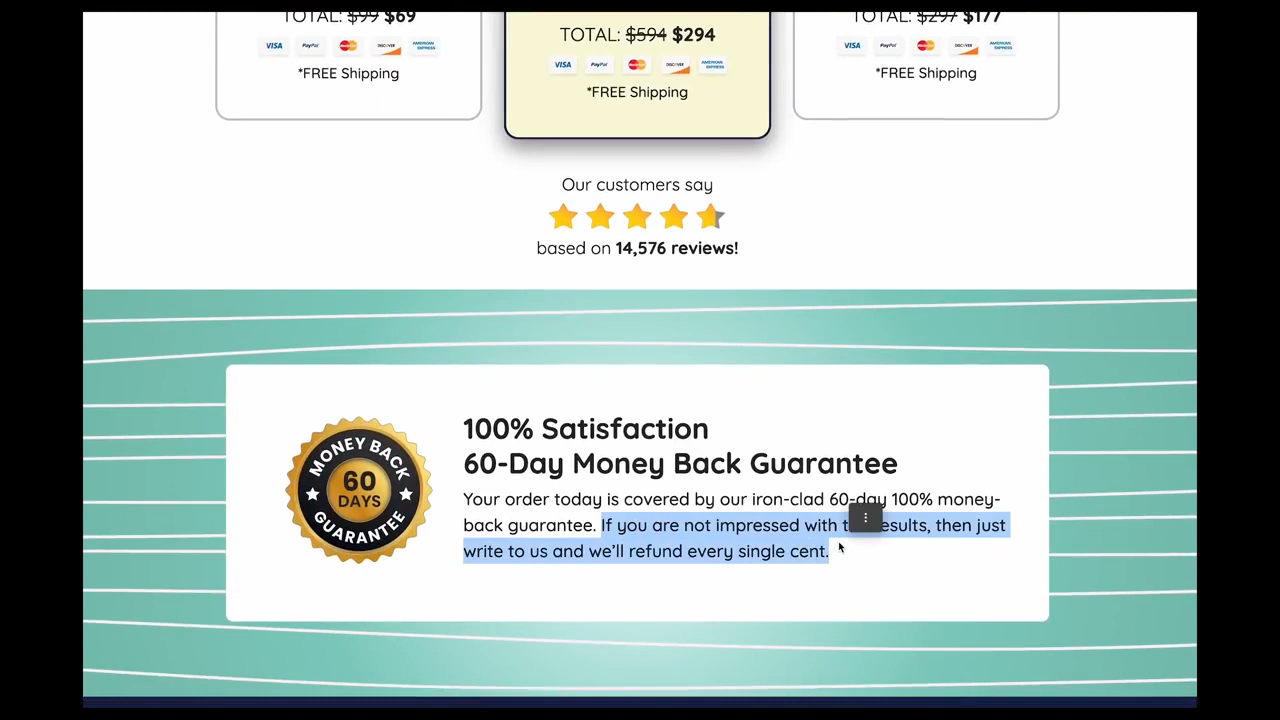 TOTAL: $99 $69
VISA PayPal MasterCard DISCOVER AMERICAN EXPRESS
*FREE Shipping
TOTAL: $594 $294
VISA PayPal MasterCard DISCOVER AMERICAN EXPRESS
*FREE Shipping
TOTAL: $297 $177
VISA PayPal MasterCard DISCOVER AMERICAN EXPRESS
*FREE Shipping
Our customers say
based on 14,576 reviews!
MONEY BACK
60
DAYS
GUARANTEE
100% Satisfaction
60-Day Money Back Guarantee
Your order today is covered by our iron-clad 60-day 100% money-
back guarantee. If you are not impressed with esults, then just
write to us and we'll refund every single cent.